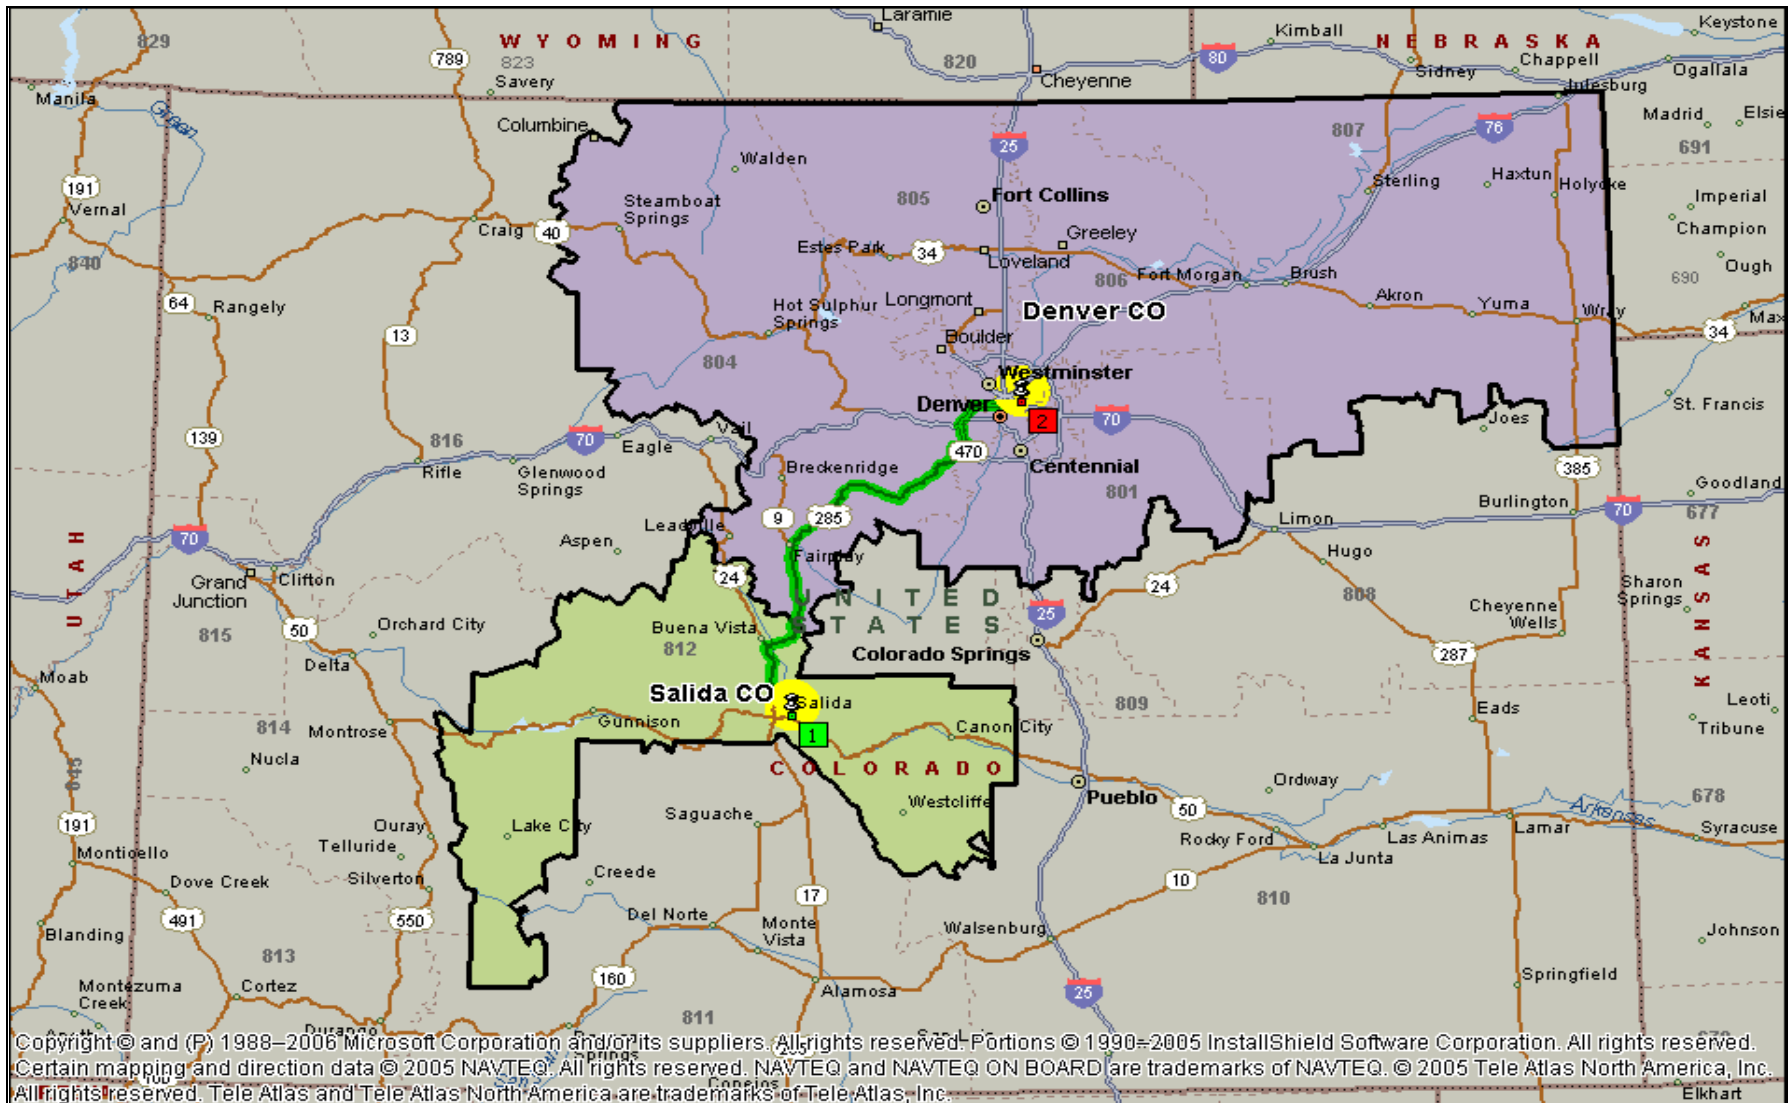 Laramie
Keystone
829
WYOMING
Kimball
NEBRASKA
789
823
820
80
Chappell
Savery
Cheyenne
Sidney
Ogallala
Manila
Julesburg
Green
Columbine
807
76
Madrid
Elsie
25
691
Walden
191
Haxtun
Holyoke
Sterling
Steamboat
Springs
805
Fort Collins
Imperial
Vernal
Craig
40
Greeley
Champion
Estes Park
34
Loveland
840
806
Fort Morgan
Brush
Ough
690
64
Rangely
Hot Sulphur
Springs
Longmont
Denver CO
Akron
Yuma
Wray
34
13
Boulder
804
Westminster
Denver
2
70
St. Francis
Joes
139
816
70
Eagle
Vail
470
Rifle
Glenwood
Springs
Breckenridge
Centennial
801
385
Goodland
Burlington
70
677
UTAH
70
Leadville
9
285
Limon
Aspen
Fairplay
Hugo
Grand
Junction
Clifton
24
24
808
Sharon
Springs
KANSAS
UNITED
STATES
25
Cheyenne
Wells
815
50
Orchard City
Buena Vista
812
Colorado Springs
287
Delta
Moab
Salida CO
Salida
809
Leoti
Eads
814
Montrose
Gunnison
1
Canon City
Tribune
Nucla
COLORADO
Ordway
645
Pueblo
678
Westcliffe
50
Arkansas
191
Ouray
Lake City
Saguache
Rocky Ford
Las Animas
Lamar
Syracuse
Telluride
La Junta
Monticello
Dove Creek
Silverton
Creede
17
10
810
491
550
Del Norte
Monte
Vista
Walsenburg
Blanding
Johnson
813
160
Springfield
Montezuma
Creek
Cortez
Alamosa
25
811
Durango
Springs
Conejos
Copyright © and (P) 1988–2006 Microsoft Corporation and/or its suppliers. All rights reserved. Portions © 1990–2005 InstallShield Software Corporation. All rights reserved.
Certain mapping and direction data © 2005 NAVTEQ. All rights reserved. NAVTEQ and NAVTEQ ON BOARD are trademarks of NAVTEQ. © 2005 Tele Atlas North America, Inc.
All rights reserved. Tele Atlas and Tele Atlas North America are trademarks of Tele Atlas, Inc.
Elkhart